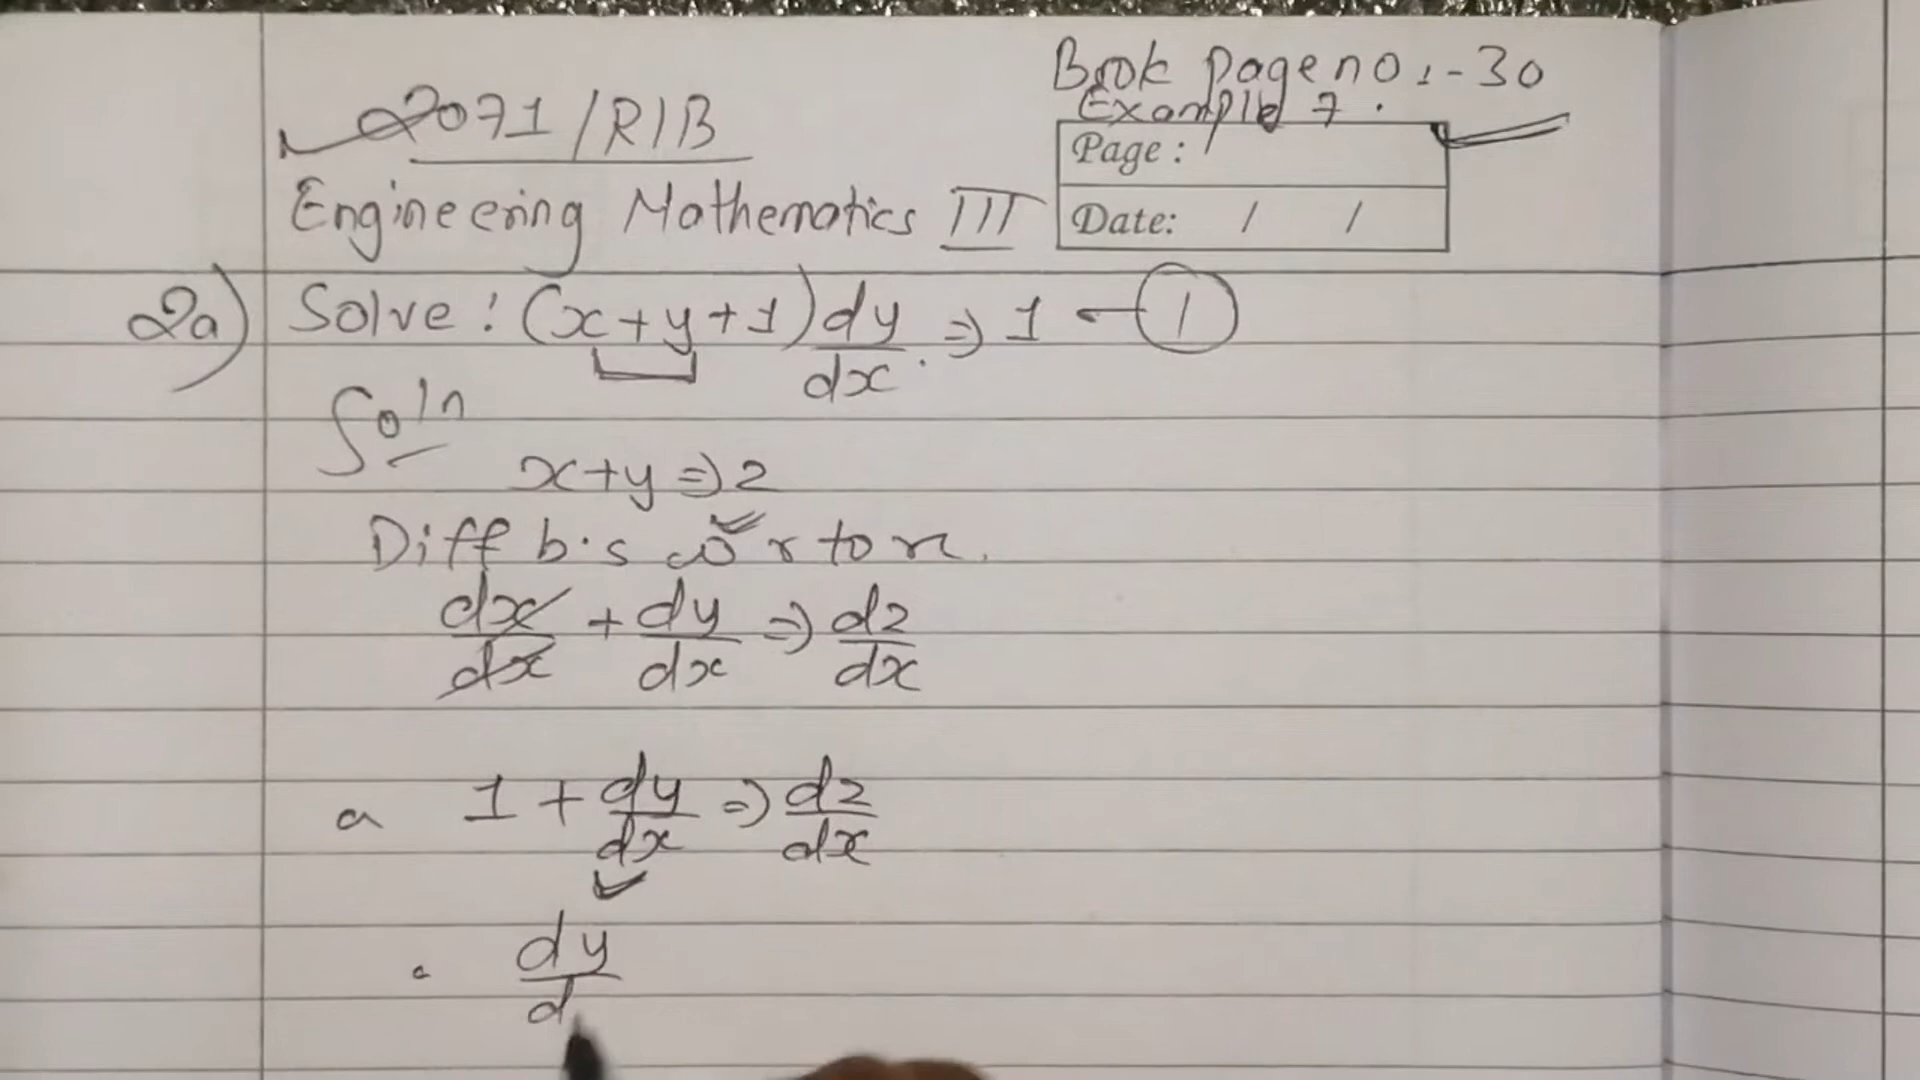 Book page no:-30
Example 7.
2071/R/B
Page:
Engineering Mathematics III
Date: / /
2a) Solve: (x+y+1) dy/dx => 1 - 1
Soln
x+y=>z
Diff b.s w r to x.
dx/dx + dy/dx => dz/dx
a 1 + dy/dx => dz/dx
dy/d